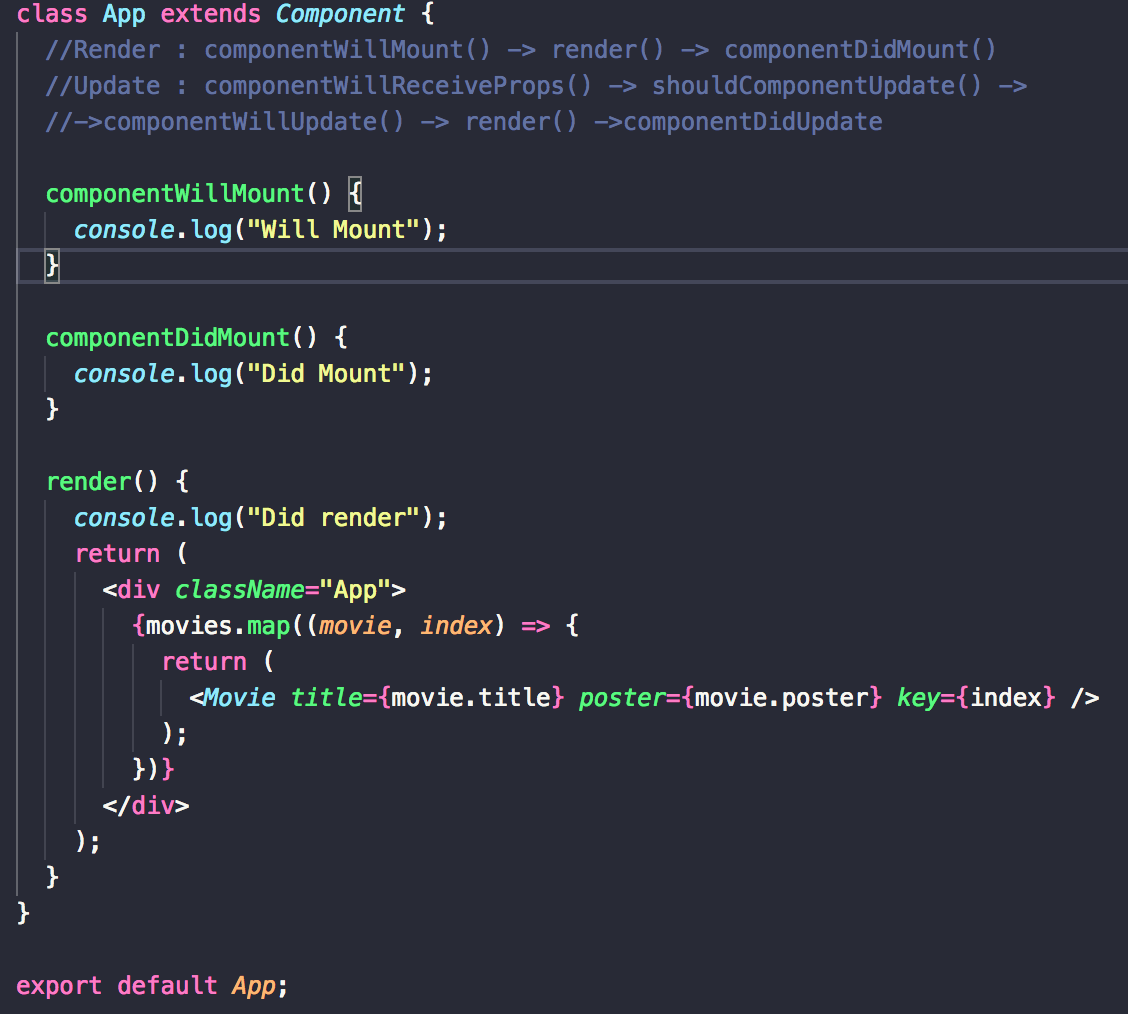 class App extends Component {
  //Render : componentWillMount() -> render() -> componentDidMount()
  //Update : componentWillReceiveProps() -> shouldComponentUpdate() ->
  //->componentWillUpdate() -> render() ->componentDidUpdate

  componentWillMount() {
    console.log("Will Mount");
  }

  componentDidMount() {
    console.log("Did Mount");
  }

  render() {
    console.log("Did render");
    return (
      <div className="App">
        {movies.map((movie, index) => {
          return (
            <Movie title={movie.title} poster={movie.poster} key={index} />
          );
        })}
      </div>
    );
  }
}

export default App;